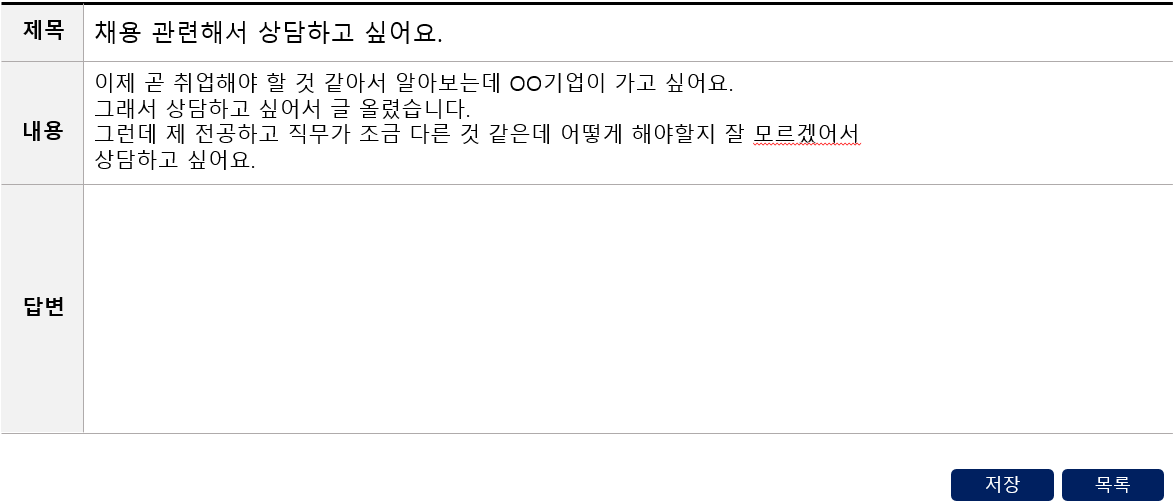 제목 채용 관련해서 상담하고 싶어요.
내용
이제 곧 취업해야 할 것 같아서 알아보는데 OO기업이 가고 싶어요.
그래서 상담하고 싶어서 글 올렸습니다.
그런데 제 전공하고 직무가 조금 다른 것 같은데 어떻게 해야할지 잘 모르겠어서
상담하고 싶어요.
답변
저장 목록